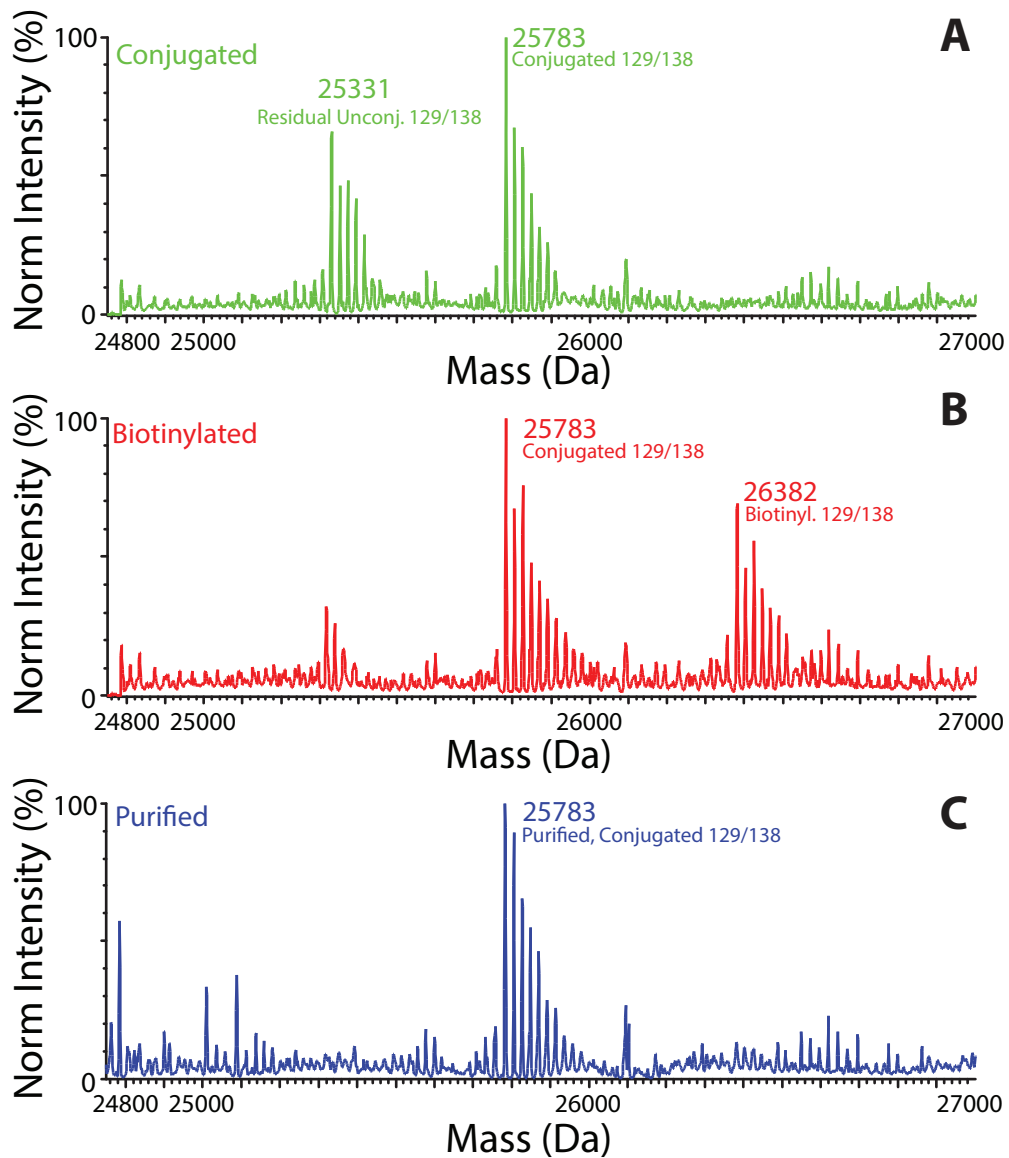 A
Norm Intensity (%)
100
0
Conjugated
25331
Residual Unconj. 129/138
25783
Conjugated 129/138
24800 25000 26000 27000
Mass (Da)
B
Norm Intensity (%)
100
0
Biotinylated
25783
Conjugated 129/138
26382
Biotinyl. 129/138
24800 25000 26000 27000
Mass (Da)
C
Norm Intensity (%)
100
0
Purified
25783
Purified, Conjugated 129/138
24800 25000 26000 27000
Mass (Da)